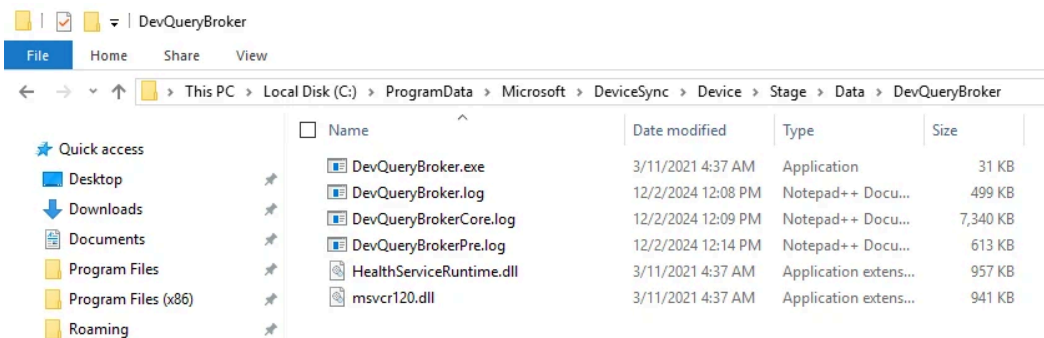 DevQueryBroker
File Home Share View
This PC > Local Disk (C:) > ProgramData > Microsoft > DeviceSync > Device > Stage > Data > DevQueryBroker
Quick access
Desktop
Downloads
Documents
Program Files
Program Files (x86)
Roaming
Name Date modified Type Size
DevQueryBroker.exe 3/11/2021 4:37 AM Application 31 KB
DevQueryBroker.log 12/2/2024 12:08 PM Notepad++ Docu... 499 KB
DevQueryBrokerCore.log 12/2/2024 12:09 PM Notepad++ Docu... 7,340 KB
DevQueryBrokerPre.log 12/2/2024 12:14 PM Notepad++ Docu... 613 KB
HealthServiceRuntime.dll 3/11/2021 4:37 AM Application extens... 957 KB
msvcr120.dll 3/11/2021 4:37 AM Application extens... 941 KB